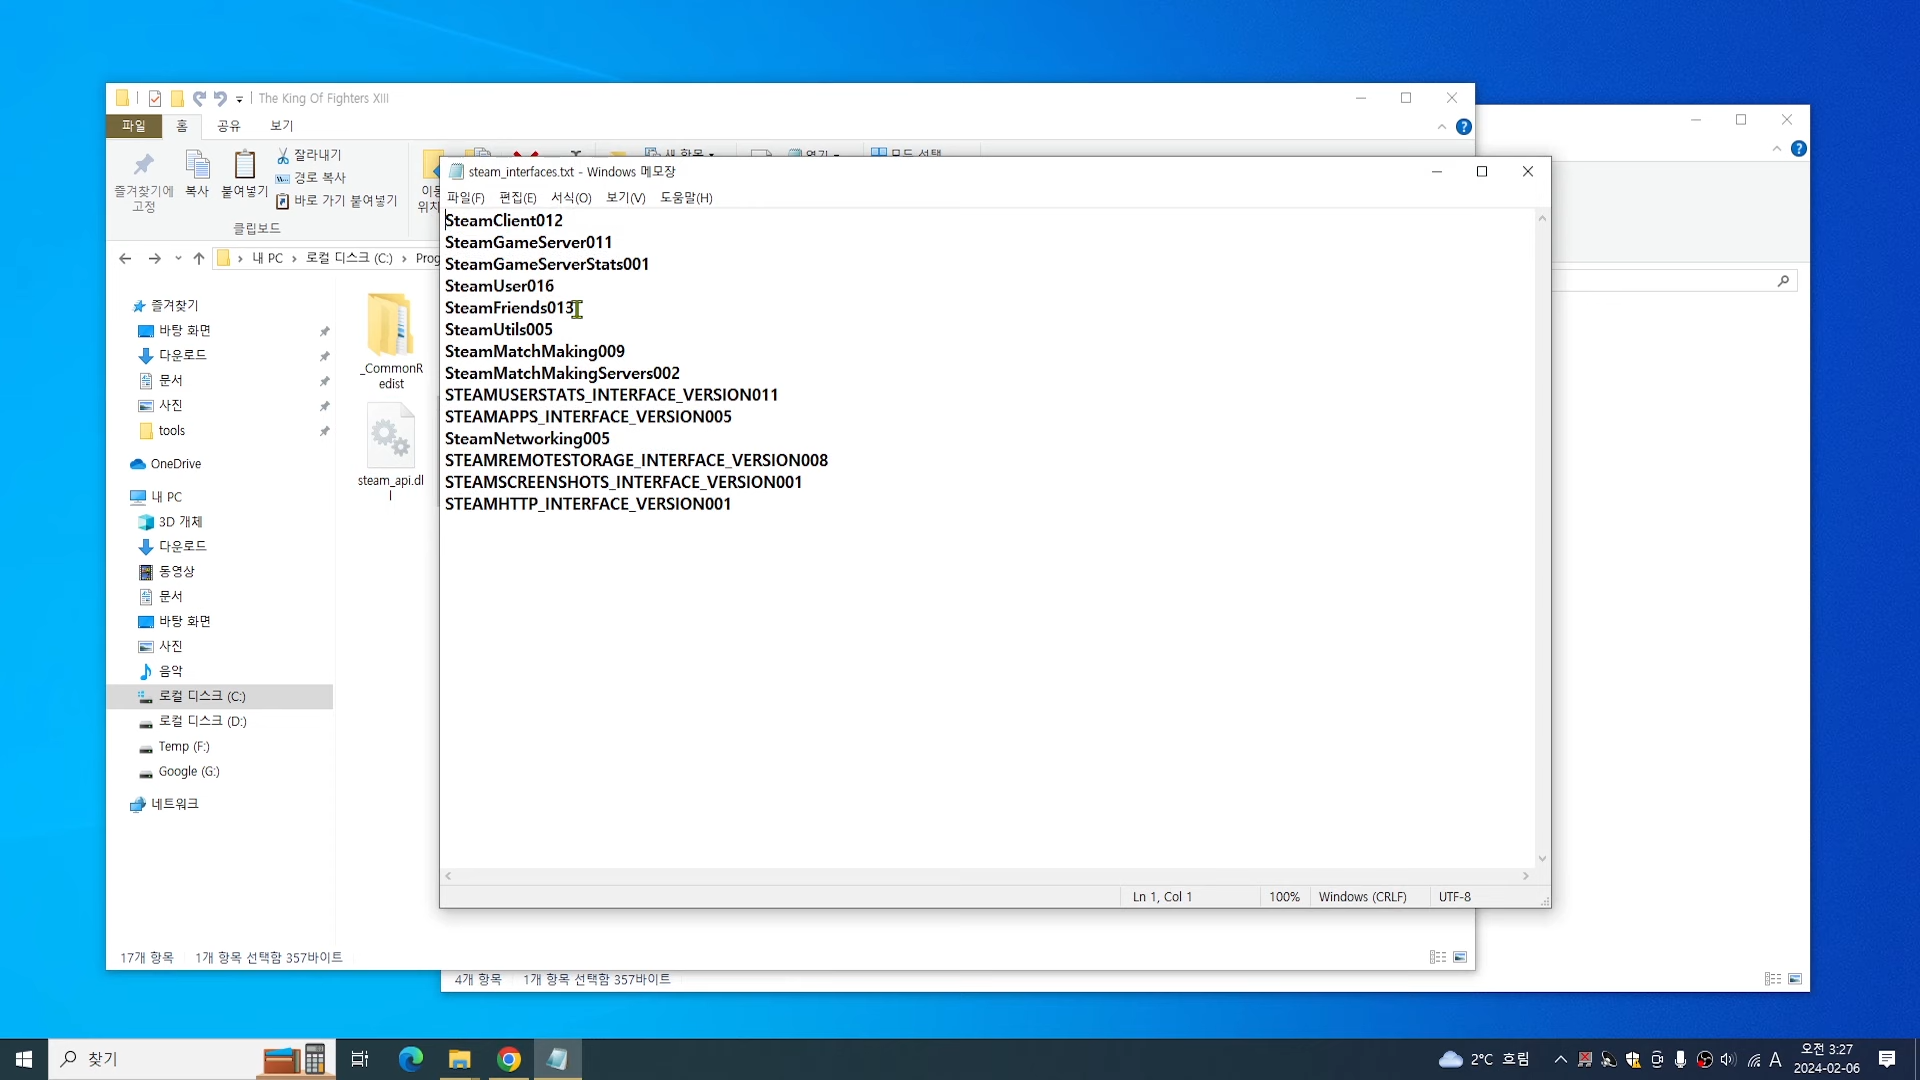 The King Of Fighters XIII
파일 홈 공유 보기
즐겨찾기에 고정
복사
붙여넣기
잘라내기
경로 복사
바로 가기 붙여넣기
클립보드
내 PC 로컬 디스크 (C:)
즐겨찾기
바탕 화면
다운로드
문서
사진
tools
OneDrive
내 PC
3D 개체
다운로드
동영상
문서
바탕 화면
사진
음악
로컬 디스크 (C:)
로컬 디스크 (D:)
Temp (F:)
Google (G:)
네트워크
_CommonR
edist
steam_api.dl
l
17개 항목 1개 항목 선택함 357바이트
steam_interfaces.txt - Windows 메모장
파일(F) 편집(E) 서식(O) 보기(V) 도움말(H)
SteamClient012
SteamGameServer011
SteamGameServerStats001
SteamUser016
SteamFriends013
SteamUtils005
SteamMatchMaking009
SteamMatchMakingServers002
STEAMUSERSTATS_INTERFACE_VERSION011
STEAMAPPS_INTERFACE_VERSION005
SteamNetworking005
STEAMREMOTESTORAGE_INTERFACE_VERSION008
STEAMSCREENSHOTS_INTERFACE_VERSION001
STEAMHTTP_INTERFACE_VERSION001
Ln 1, Col 1 100% Windows (CRLF) UTF-8
4개 항목 1개 항목 선택함 357바이트
찾기
2°C 흐림
A
오전 3:27
2024-02-06